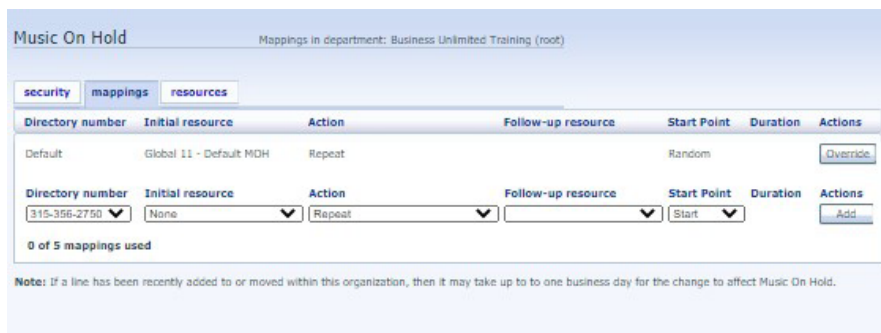 Music On Hold Mappings in department: Business Unlimited Training (root)
security mappings resources
Directory number Initial resource Action Follow-up resource Start Point Duration Actions
Default Global 11 - Default MOH Repeat Random Override
Directory number Initial resource Action Follow-up resource Start Point Duration Actions
315-356-2750 None Repeat Start Add
0 of 5 mappings used
Note: If a line has been recently added to or moved within this organization, then it may take up to to one business day for the change to affect Music On Hold.